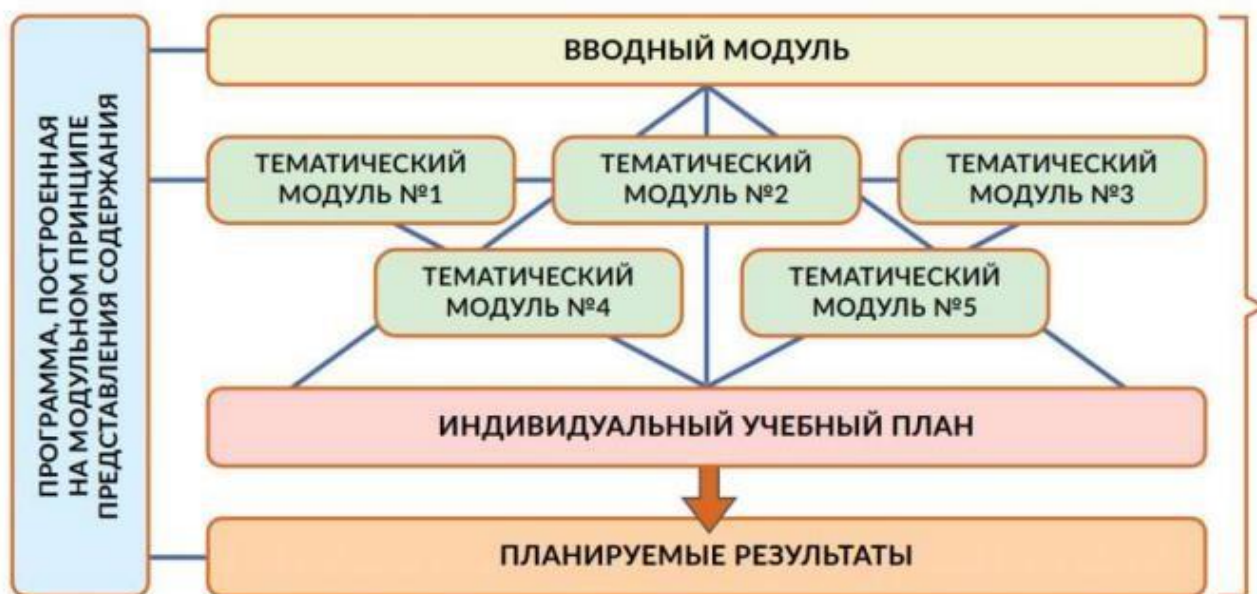 ПРОГРАММА, ПОСТРОЕННАЯ
НА МОДУЛЬНОМ ПРИНЦИПЕ
ПРЕДСТАВЛЕНИЯ СОДЕРЖАНИЯ
ВВОДНЫЙ МОДУЛЬ
ТЕМАТИЧЕСКИЙ
МОДУЛЬ №1
ТЕМАТИЧЕСКИЙ
МОДУЛЬ №2
ТЕМАТИЧЕСКИЙ
МОДУЛЬ №3
ТЕМАТИЧЕСКИЙ
МОДУЛЬ №4
ТЕМАТИЧЕСКИЙ
МОДУЛЬ №5
ИНДИВИДУАЛЬНЫЙ УЧЕБНЫЙ ПЛАН
ПЛАНИРУЕМЫЕ РЕЗУЛЬТАТЫ